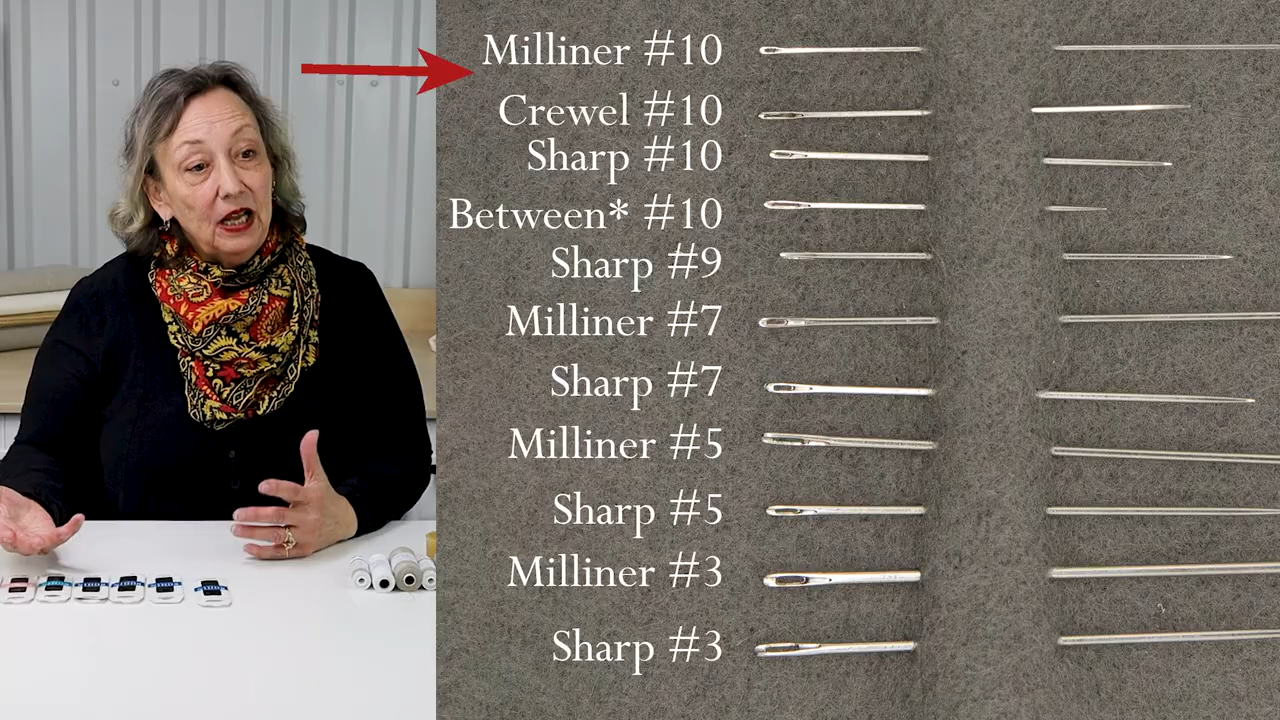 Milliner #10
Crewel #10
Sharp #10
Between* #10
Sharp #9
Milliner #7
Sharp #7
Milliner #5
Sharp #5
Milliner #3
Sharp #3